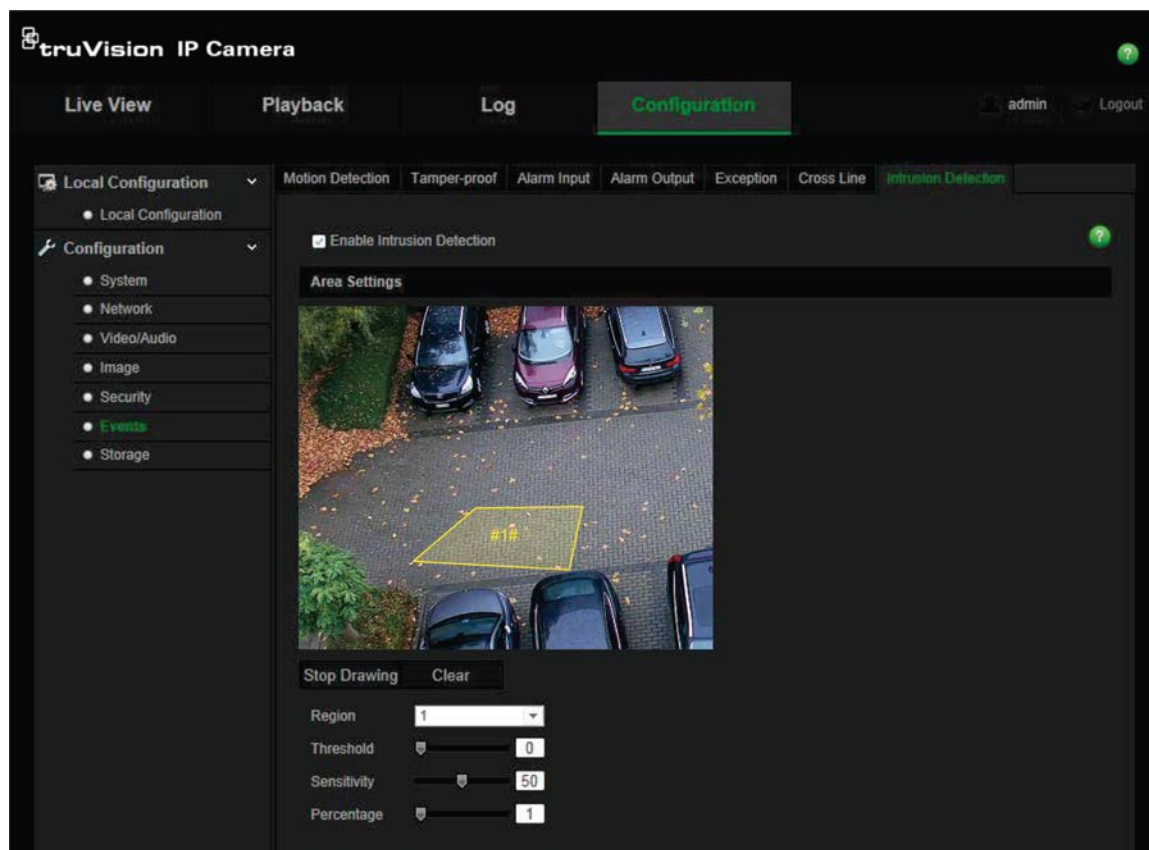 truVision IP Camera
?
Live View Playback Log Configuration admin Logout
Local Configuration
Local Configuration
Configuration
System
Network
Video/Audio
Image
Security
Events
Storage
Motion Detection Tamper-proof Alarm Input Alarm Output Exception Cross Line Intrusion Detection
Enable Intrusion Detection
?
Area Settings
#1#
Stop Drawing Clear
Region 1
Threshold 0
Sensitivity 50
Percentage 1